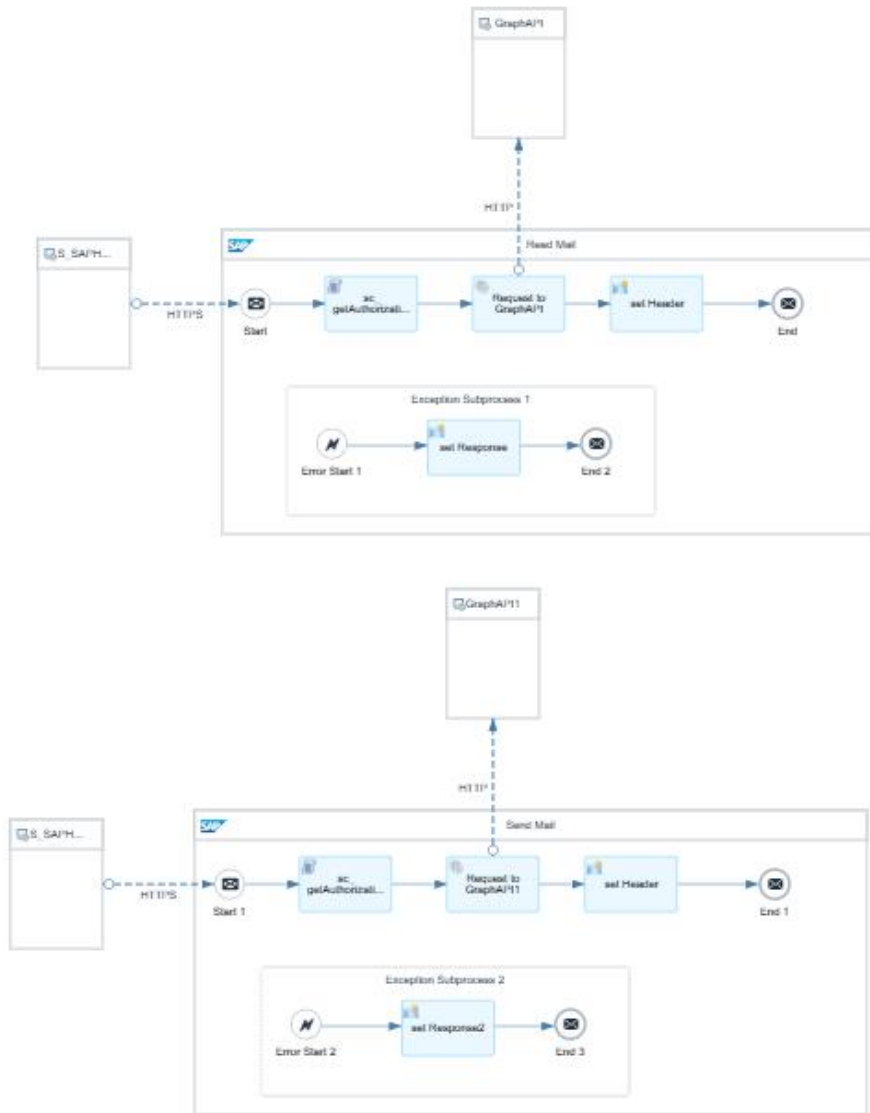 GraphAPI
HTTP
S_SAPH...
SAP
Read Mail
HTTPS
Start
sc_
getAuthorizati...
Request to
GraphAPI
set Header
End
Exception Subprocess 1
Error Start 1
set Response
End 2
GraphAPI1
HTTP
S_SAPH...
SAP
Send Mail
HTTPS
Start 1
sc_
getAuthorizati...
Request to
GraphAPI1
set Header
End 1
Exception Subprocess 2
Error Start 2
set Response2
End 3